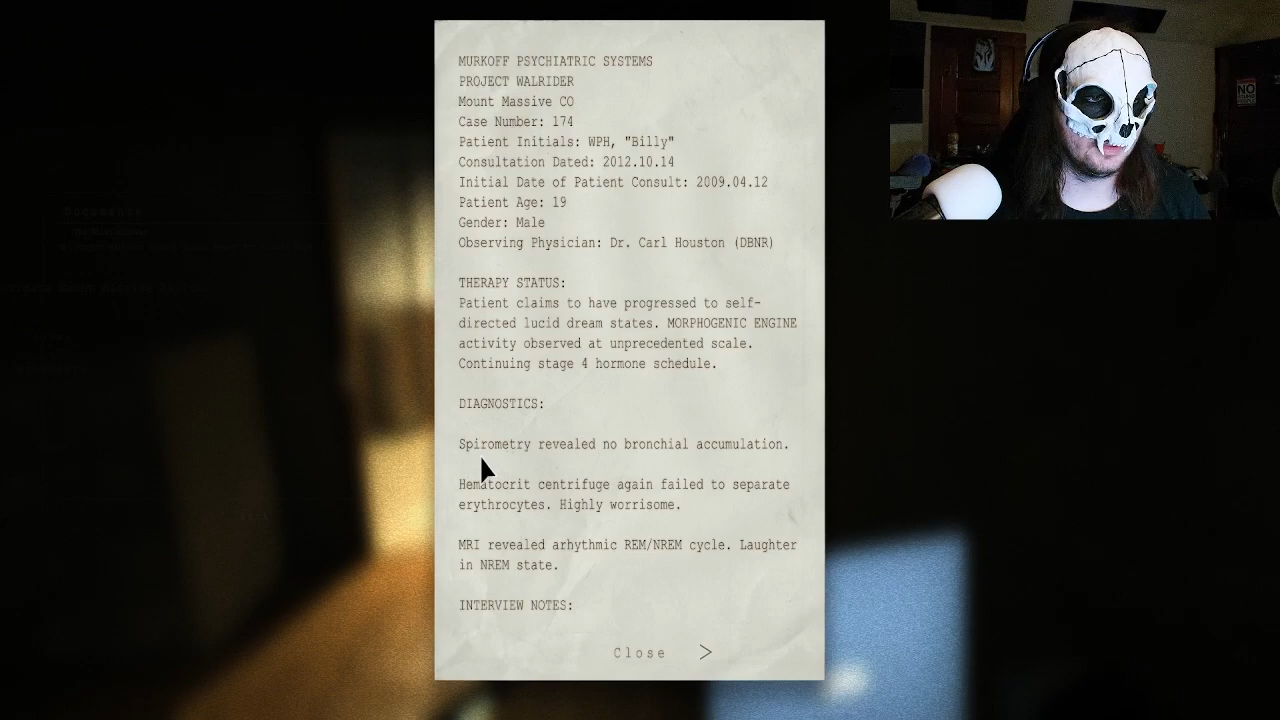 MURKOFF PSYCHIATRIC SYSTEMS
PROJECT WALRIDER
Mount Massive CO
Case Number: 174
Patient Initials: WPH, "Billy"
Consultation Dated: 2012.10.14
Initial Date of Patient Consult: 2009.04.12
Patient Age: 19
Gender: Male
Observing Physician: Dr. Carl Houston (DBNR)
THERAPY STATUS:
Patient claims to have progressed to self-
directed lucid dream states. MORPHOGENIC ENGINE
activity observed at unprecedented scale.
Continuing stage 4 hormone schedule.
DIAGNOSTICS:
Spirometry revealed no bronchial accumulation.
Hematocrit centrifuge again failed to separate
erythrocytes. Highly worrisome.
MRI revealed arhythmic REM/NREM cycle. Laughter
in NREM state.
INTERVIEW NOTES:
Close >
Documents
NO